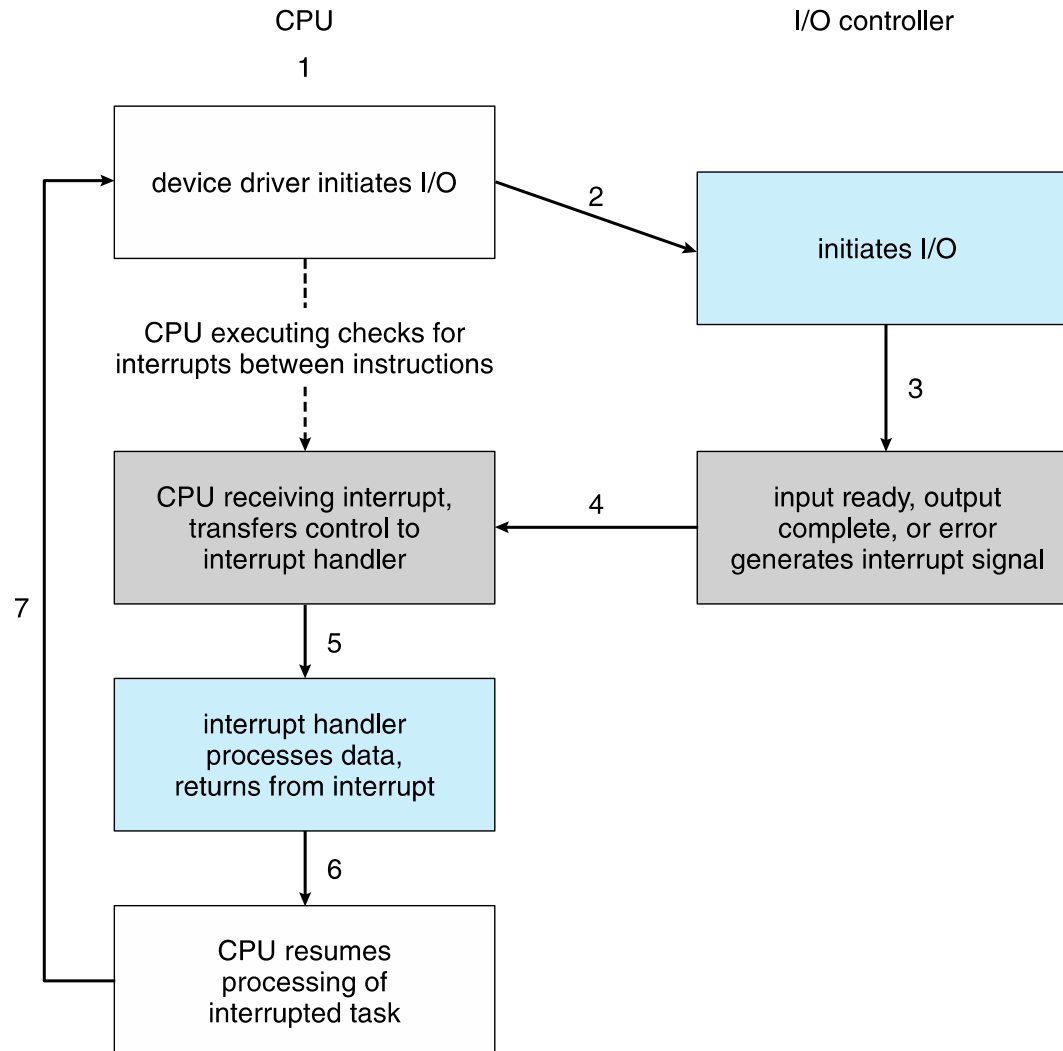 CPU
I/O controller
1
device driver initiates I/O
2
initiates I/O
CPU executing checks for
interrupts between instructions
3
CPU receiving interrupt,
transfers control to
interrupt handler
4
input ready, output
complete, or error
generates interrupt signal
7
5
interrupt handler
processes data,
returns from interrupt
6
CPU resumes
processing of
interrupted task